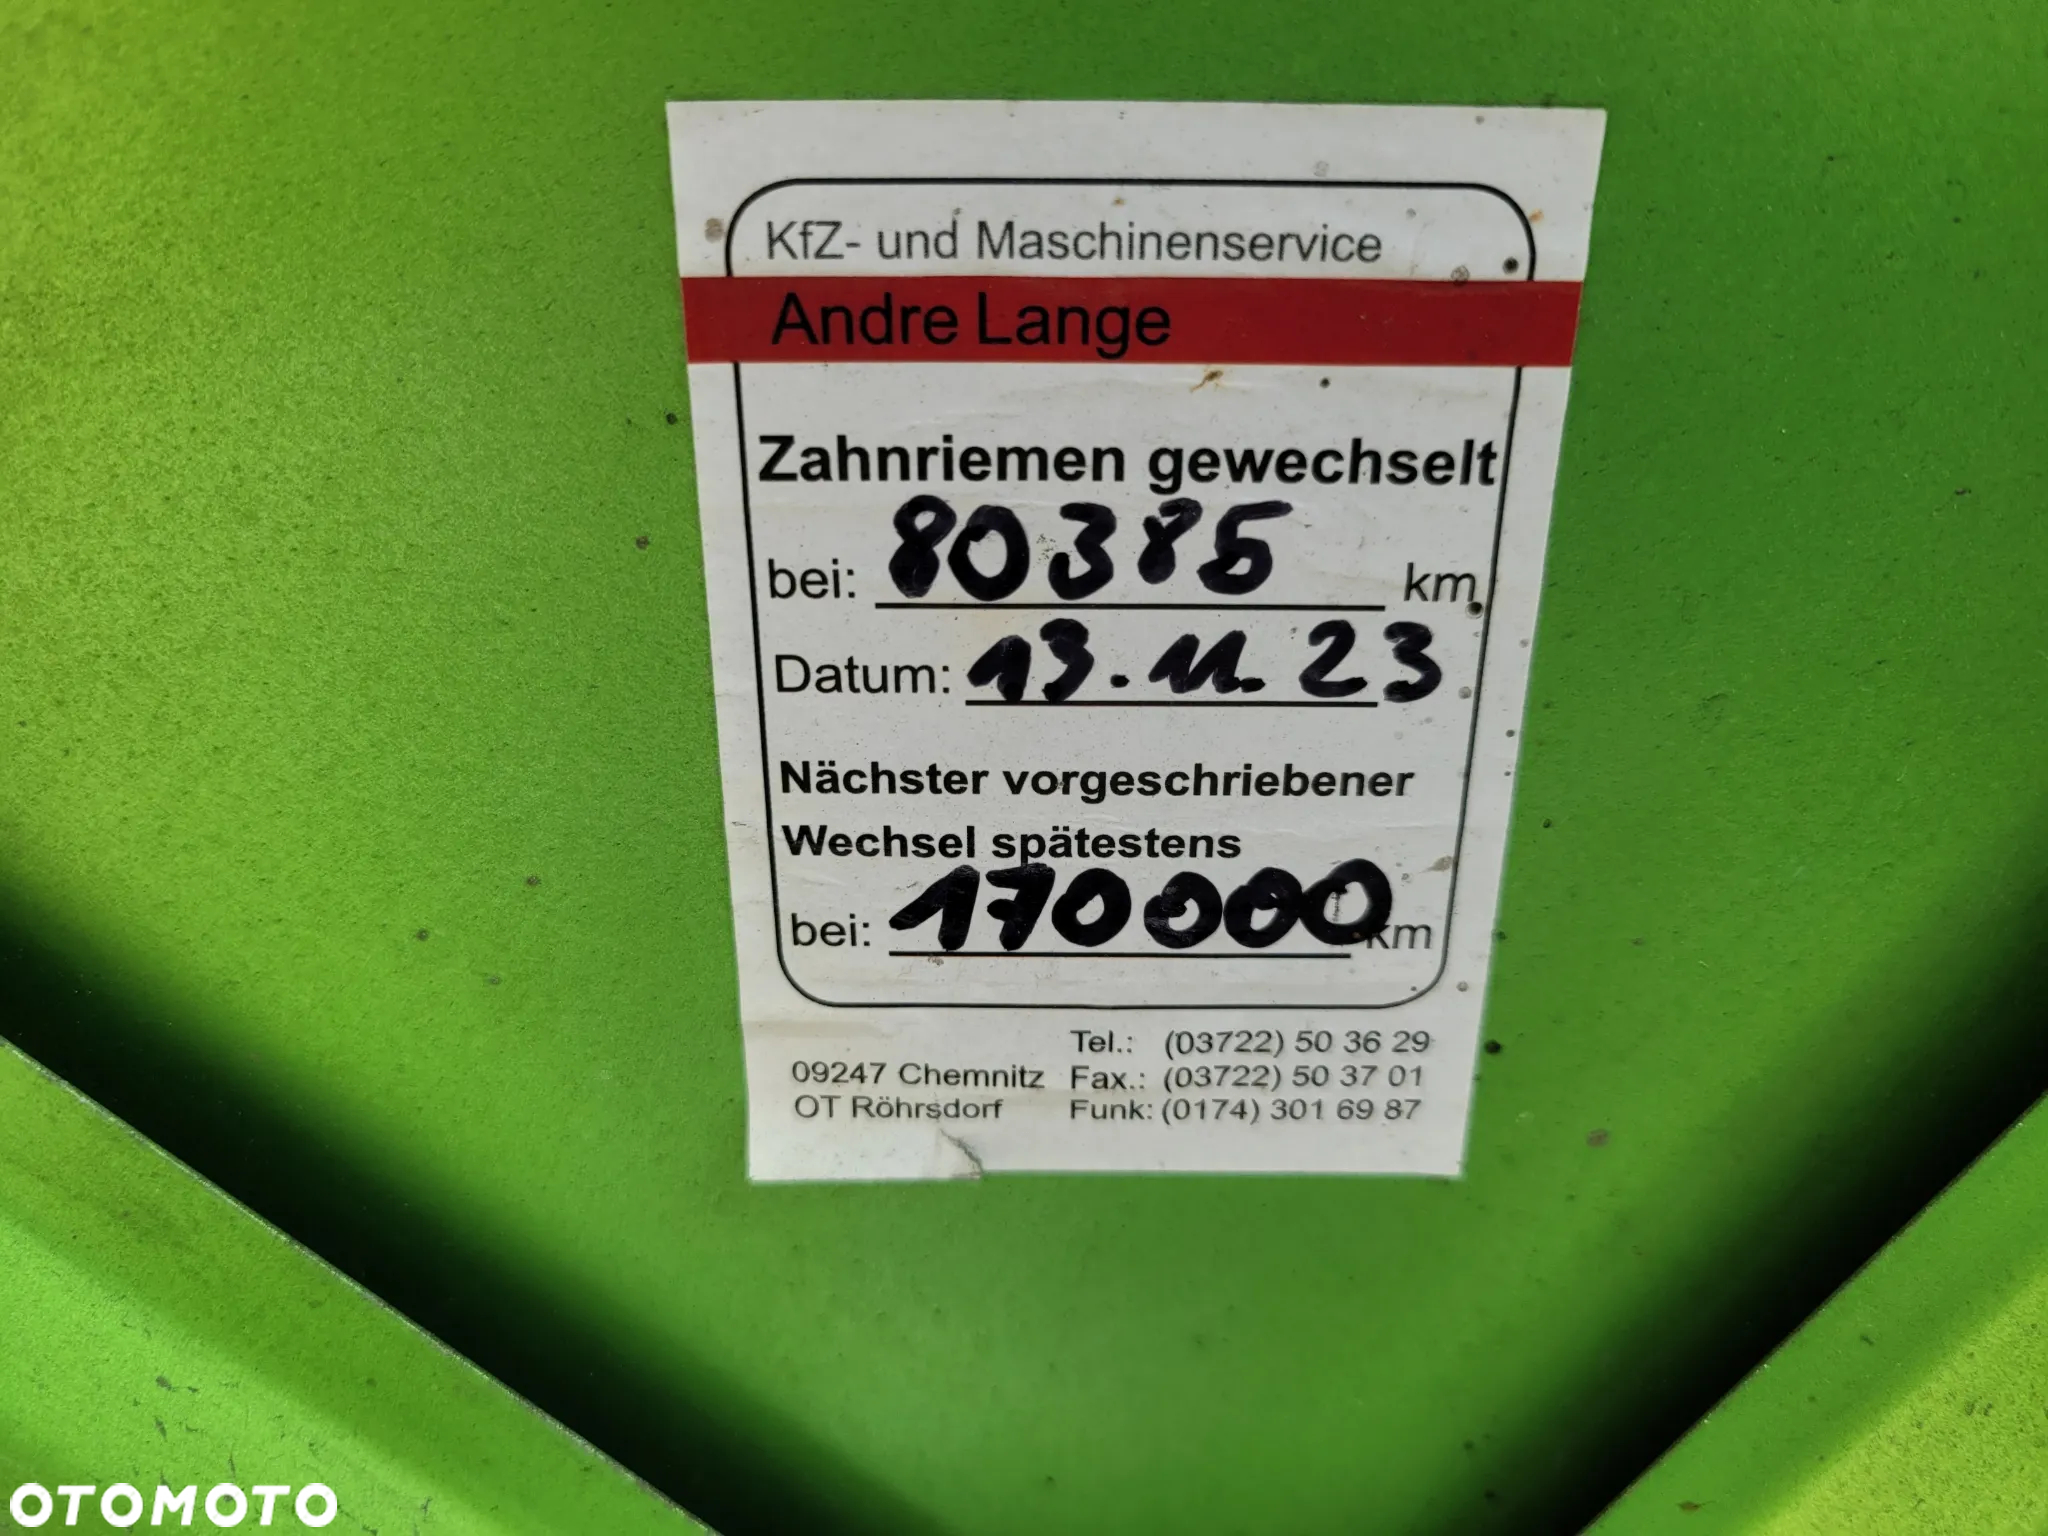 KfZ- und Maschinenservice
Andre Lange
Zahnriemen gewechselt
bei: 80385 km
Datum: 13.11.23
Nächster vorgeschriebener
Wechsel spätestens
bei: 170000 km
Tel.: (03722) 50 36 29
09247 Chemnitz Fax.: (03722) 50 37 01
OT Röhrsdorf Funk: (0174) 301 69 87
OTOMOTO